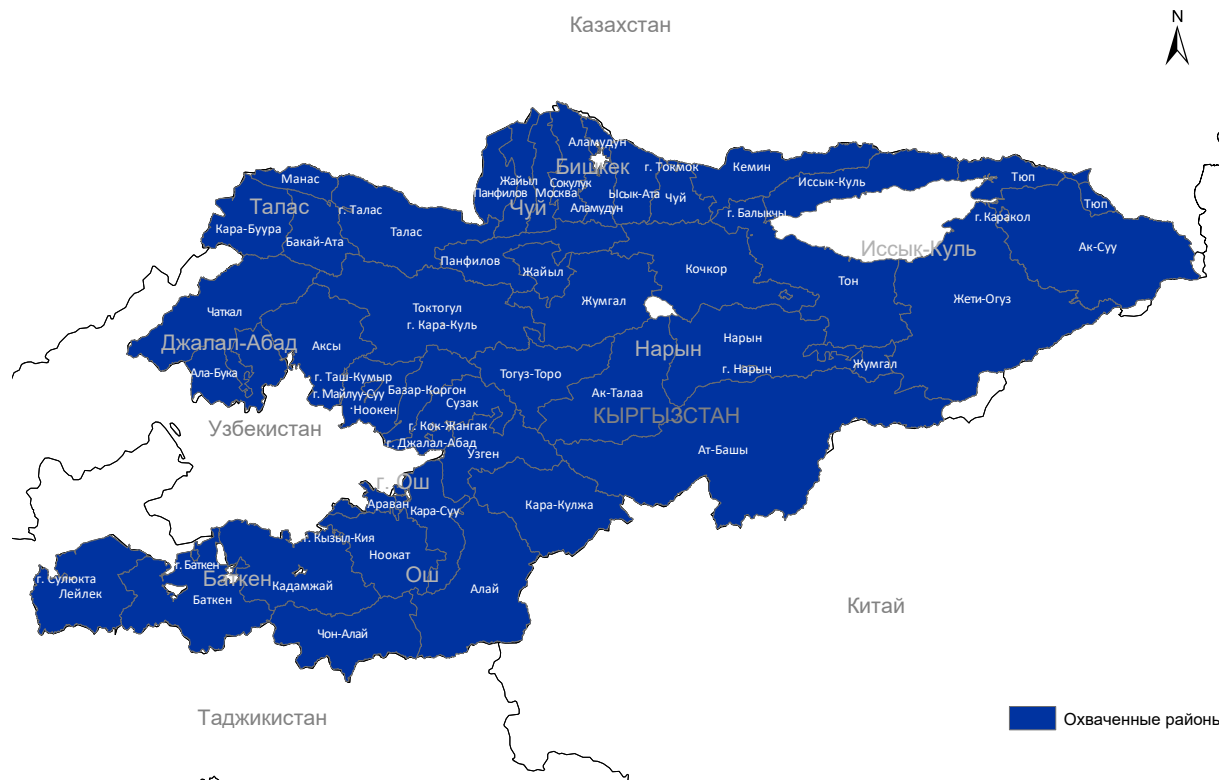 Казахстан
N
Аламудун
Бишкек
г. Токмок
Кемин
Иссык-Куль
Тюп
Манас
Жайыл
Сокулук
Панфилов
Москва
Ысык-Ата
Чуй
Тюп
Талас
г. Талас
Чуй
Аламудун
г. Балыкчы
г.Каракол
Кара-Буура
Бакай-Ата
Талас
Иссык-Куль
Ак-Суу
Панфилов
Жайыл
Кочкор
Тон
Чаткал
Токтогул
г. Кара-Куль
Жумгал
Жети-Огуз
Джалал-Абад
Аксы
Нарын
Нарын
Ала-Бука
г. Таш-Кумыр
г. Майлуу-Суу
Базар-Коргон
Тогуз-Торо
г. Нарын
Жумгал
Ноокен
Сузак
Ак-Талаа
КЫРГЫЗСТАН
Узбекистан
г. Кок-Жангак
г. Джалал-Абад
Узген
Ат-Башы
г. Ош
Араван
Кара-Суу
Кара-Кулжа
г. Кызыл-Кия
Ноокат
г. Баткен
Баткен
Кадамжай
Ош
Алай
г. Сулюкта
Лейлек
Баткен
Китай
Чон-Алай
Таджикистан
Охваченные районы